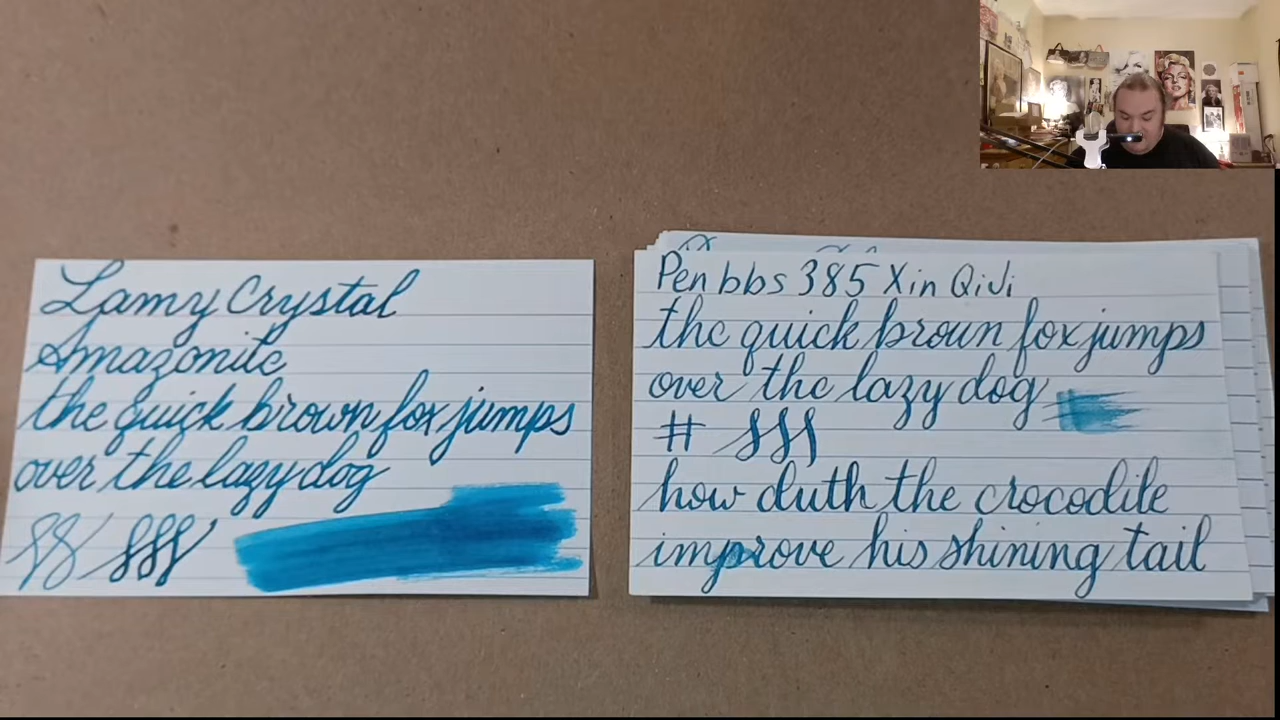 Lamy Crystal
Amazonite
the quick brown fox jumps
over the lazy dog
Pen bbs 385 Xin QiJi
the quick brown fox jumps
over the lazy dog
#
how duth the crocodile
improve his shining tail